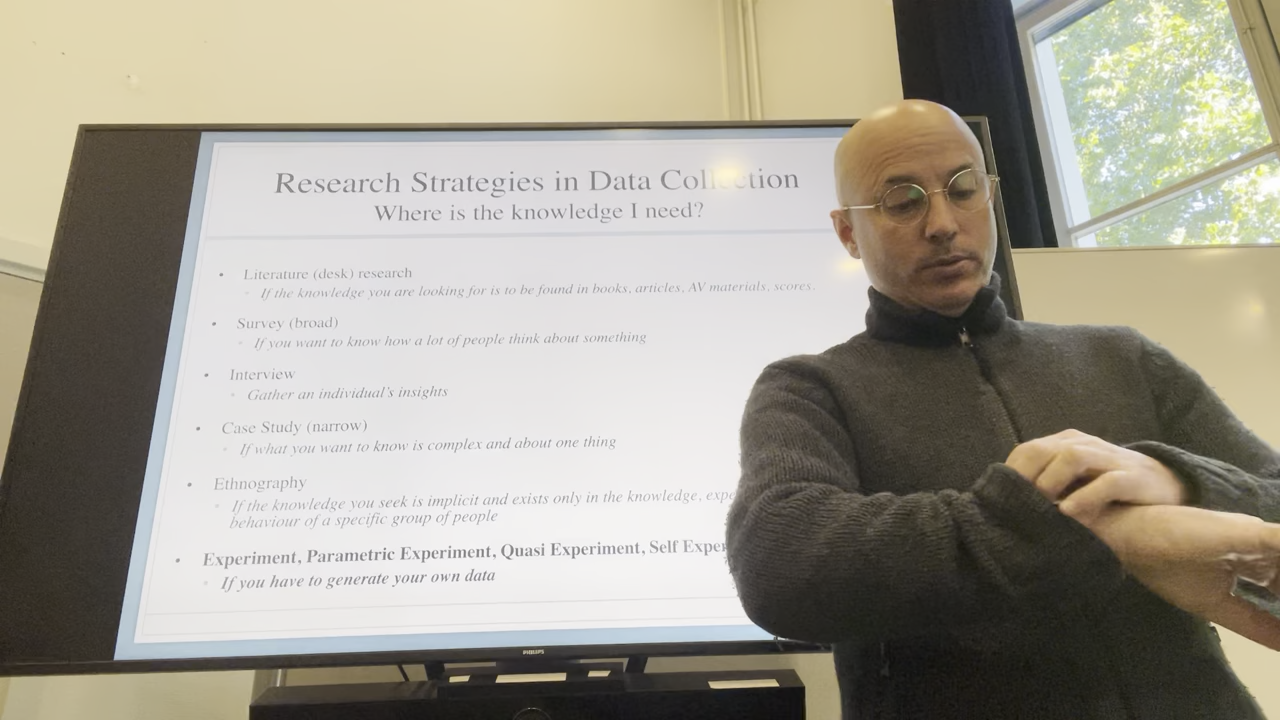 Research Strategies in Data Collection
Where is the knowledge I need?
• Literature (desk) research
If the knowledge you are looking for is to be found in books, articles, AV materials, scores.
• Survey (broad)
If you want to know how a lot of people think about something
• Interview
Gather an individual's insights
• Case Study (narrow)
If what you want to know is complex and about one thing
• Ethnography
If the knowledge you seek is implicit and exists only in the knowledge,
behaviour of a specific group of people
• Experiment, Parametric Experiment, Quasi Experiment, Self
If you have to generate your own data
PHILIPS